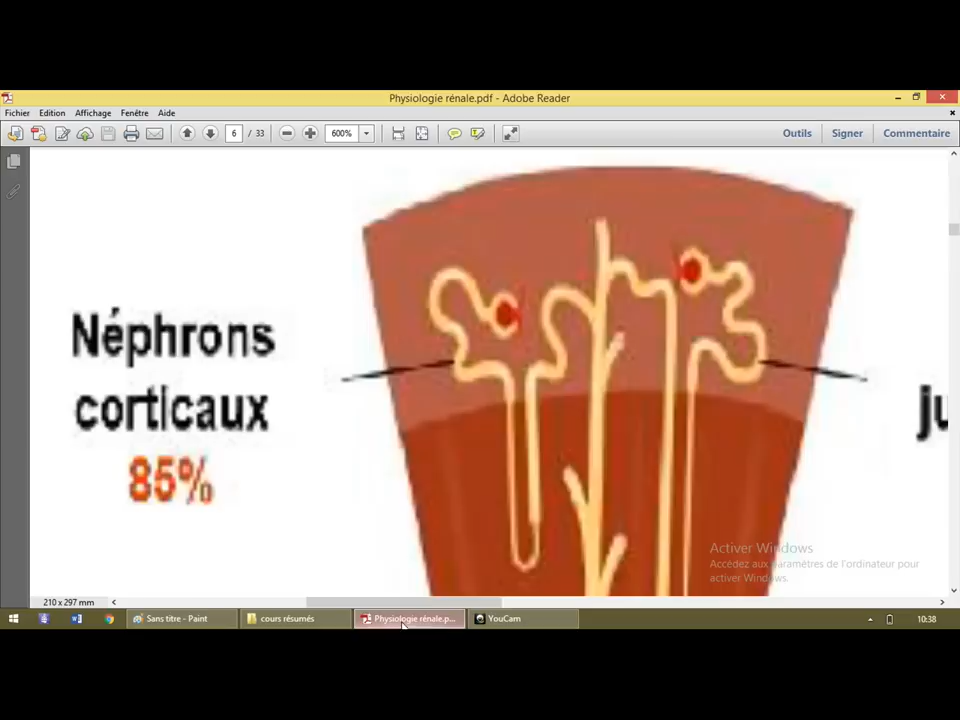 Physiologie rénale.pdf - Adobe Reader
Fichier Edition Affichage Fenêtre Aide
6 / 33 600% Outils Signer Commentaire
Néphrons
corticaux
85%
ju
Activer Windows
Accédez aux paramètres de l'ordinateur pour
activer Windows.
210 x 297 mm
Sans titre - Paint cours résumés Physiologie rénale.p... YouCam 10:38